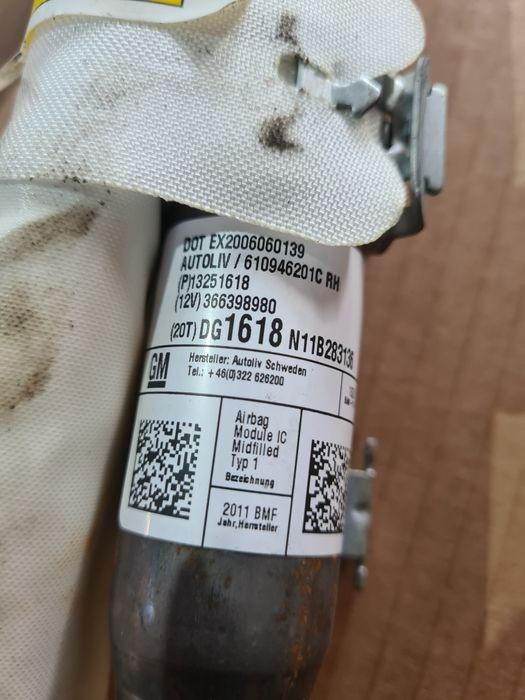 DOT EX2006060139
AUTOLIV / 610946201C RH
(P)13251618
(12V) 366398980
(20T) DG1618 N11B283136
GM
Hersteller: Autoliv Schweden
Tel.: +46(0)322 626200
Airbag
Module IC
Midfilled
Typ 1
Bezeichnung
2011 BMF
Jahr, Hersteller